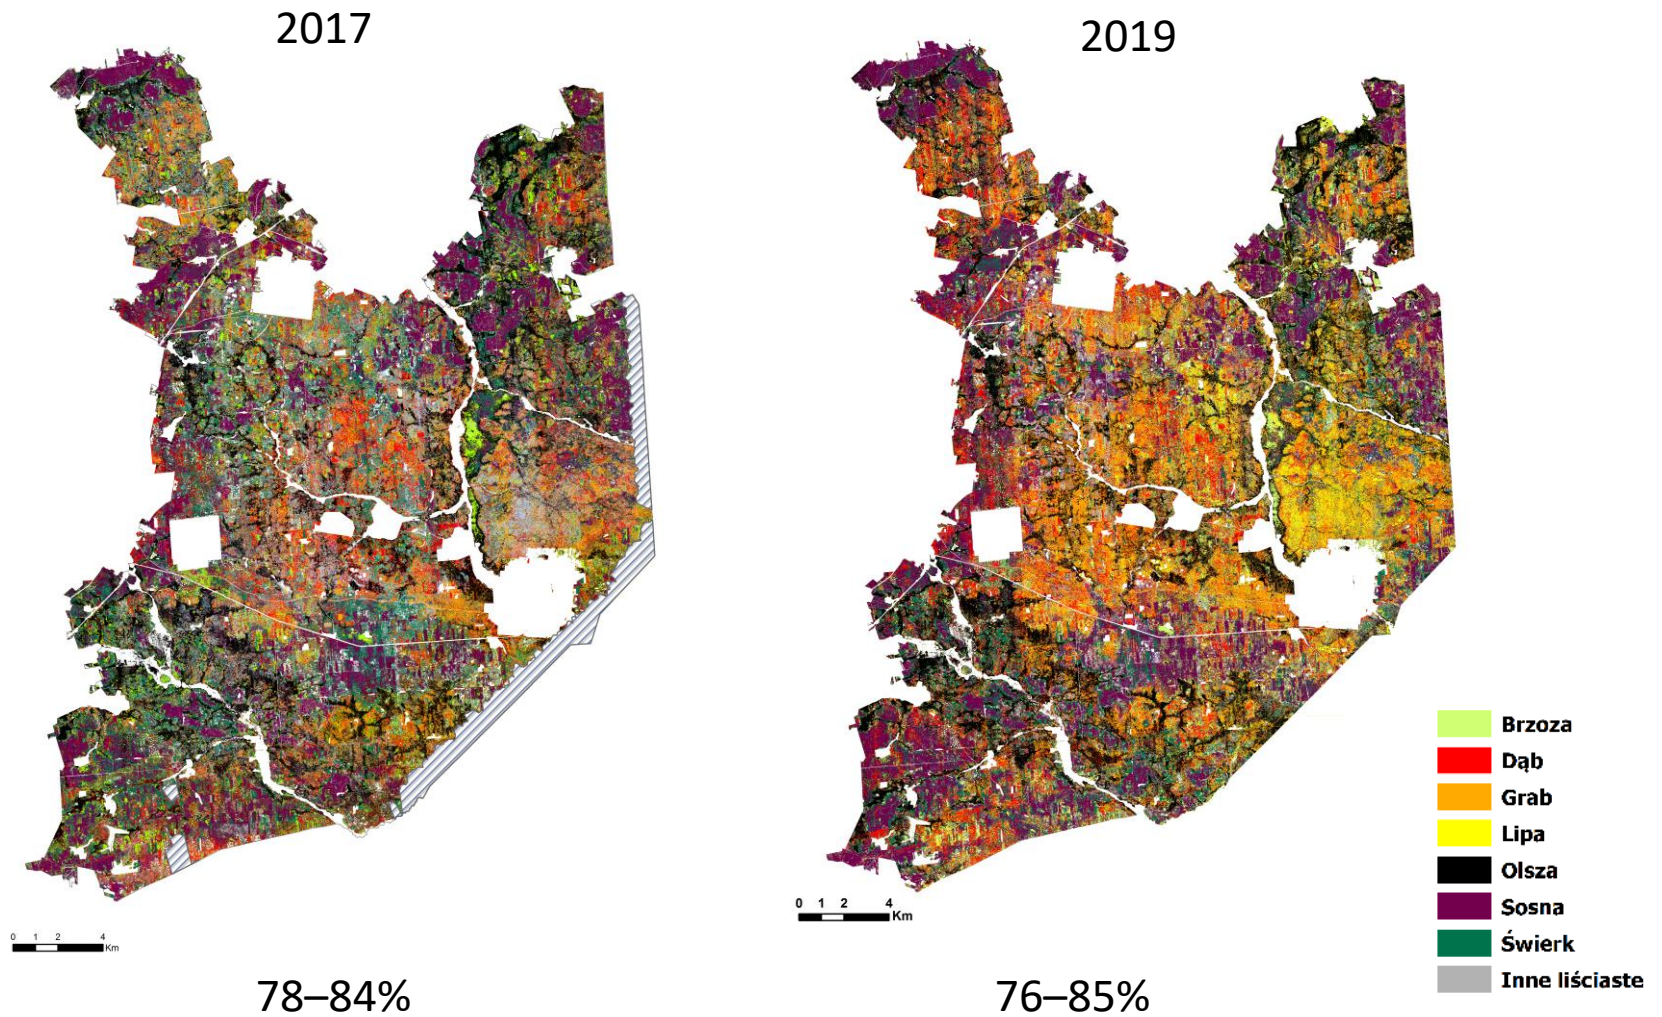 2017
2019
Brzoza
Dąb
Grab
Lipa
Olsza
Sosna
Świerk
Inne liściaste
0 1 2 4
Km
0 1 2 4
Km
78–84%
76–85%